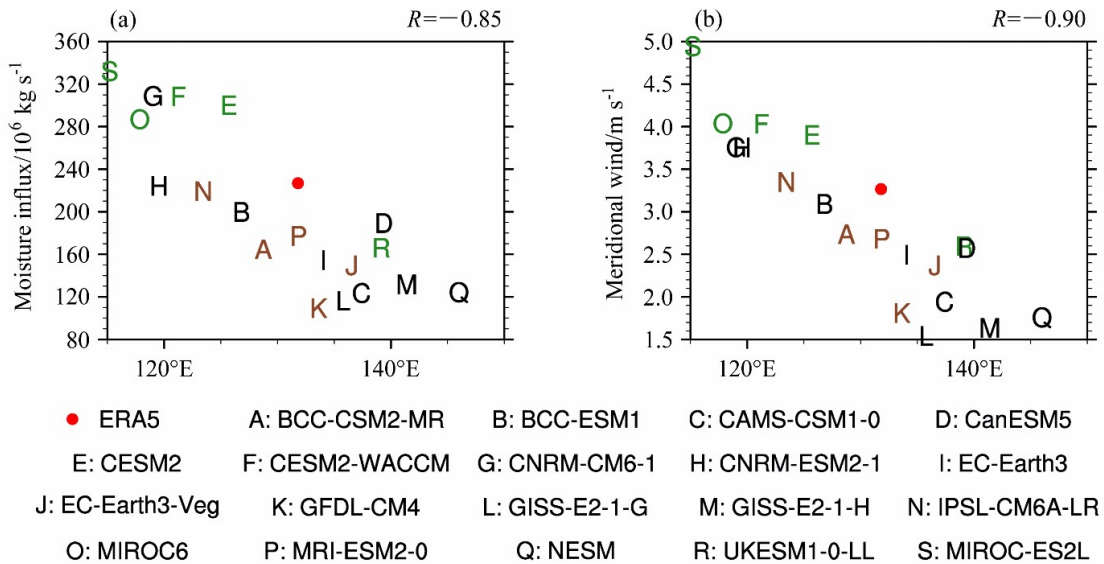 (a) R=−0.85
360
320
280
240
200
160
120
80
Moisture influx/10⁶ kg s⁻¹
S
G F E
O
H N
B
D
P
A R
I J
M
C Q
L
K
120°E 140°E
(b) R=−0.90
5.0
4.5
4.0
3.5
3.0
2.5
2.0
1.5
Meridional wind/m s⁻¹
S
O F E
G H
N
B
A P
R D
I
J
C
K Q
M
L
120°E 140°E
ERA5 A: BCC-CSM2-MR B: BCC-ESM1 C: CAMS-CSM1-0 D: CanESM5
E: CESM2 F: CESM2-WACCM G: CNRM-CM6-1 H: CNRM-ESM2-1 I: EC-Earth3
J: EC-Earth3-Veg K: GFDL-CM4 L: GISS-E2-1-G M: GISS-E2-1-H N: IPSL-CM6A-LR
O: MIROC6 P: MRI-ESM2-0 Q: NESM R: UKESM1-0-LL S: MIROC-ES2L